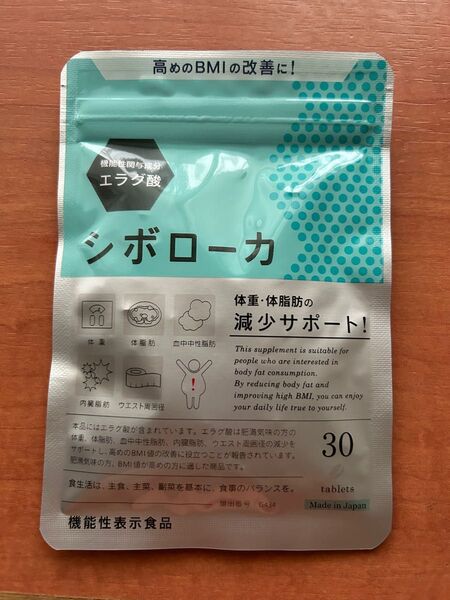 高めのBMIの改善に!
機能性関与成分
エラグ酸
シボローカ
体重・体脂肪の
減少サポート!
体重
体脂肪
血中中性脂肪
This supplement is suitable for
people who are interested in
body fat consumption.
By reducing body fat and
improving high BMI, you can enjoy
your daily life true to yourself.
内臓脂肪
ウエスト周囲径
本品にはエラグ酸が含まれています。エラグ酸は肥満気味の方の
体重、体脂肪、血中中性脂肪、内臓脂肪、ウエスト周囲径の減少を
サポートし、高めのBMI値の改善に役立つことが報告されています。
肥満気味の方、BMI値が高めの方に適した商品です。
30
tablets
食生活は、主食、主菜、副菜を基本に、食事のバランスを。
届出番号 G434
Made in Japan
機能性表示食品